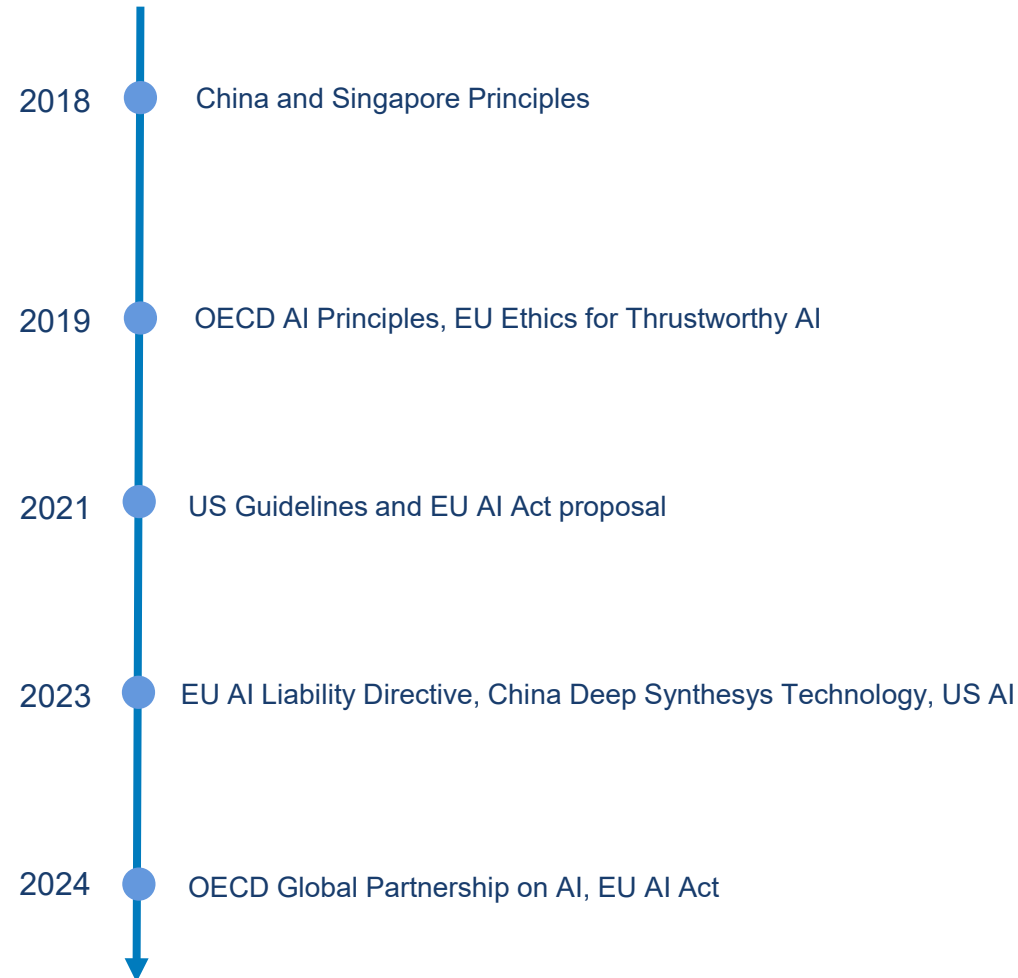 2018 China and Singapore Principles
2019 OECD AI Principles, EU Ethics for Thrustworthy AI
2021 US Guidelines and EU AI Act proposal
2023 EU AI Liability Directive, China Deep Synthesys Technology, US AI
2024 OECD Global Partnership on AI, EU AI Act